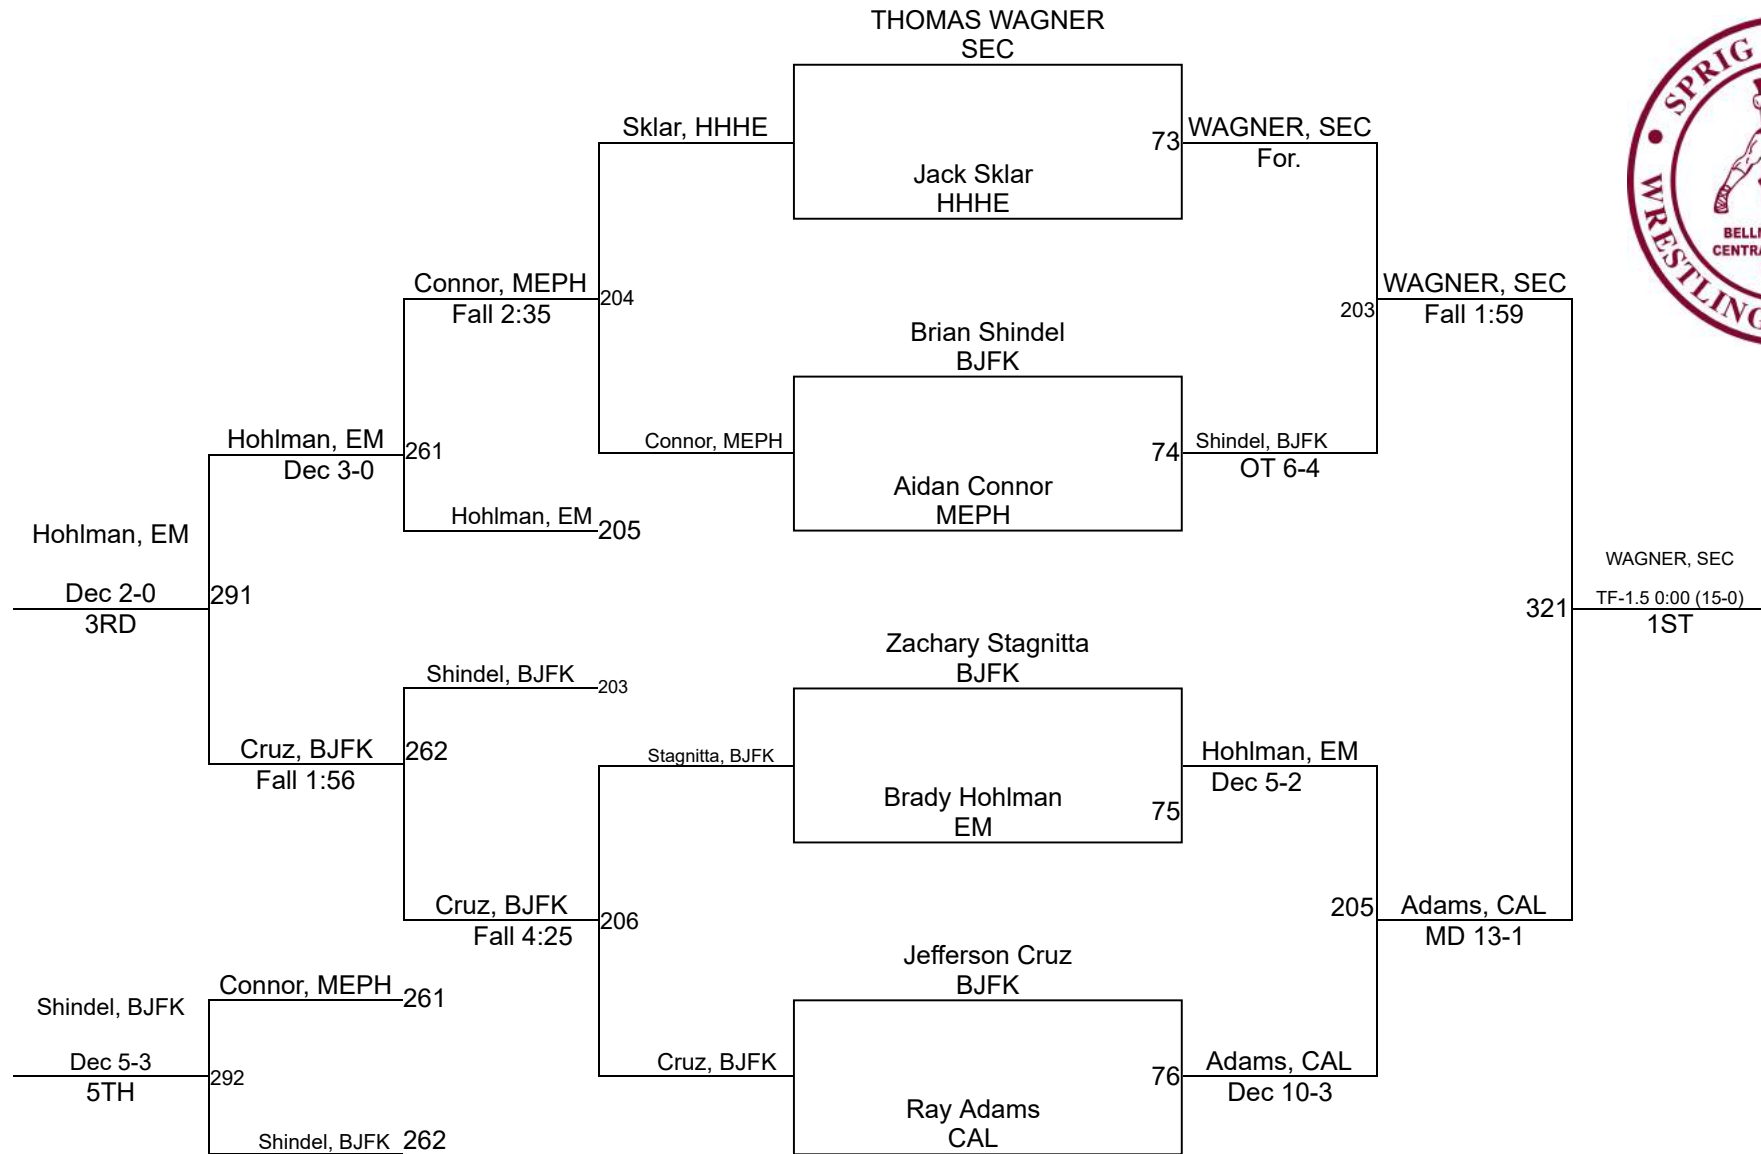 THOMAS WAGNER
SEC
Sklar, HHHE
73
WAGNER, SEC
For.
Jack Sklar
HHHE
SPRIG
WRESTLING
BELLM
CENTRA
Connor, MEPH
Fall 2:35
204
203
WAGNER, SEC
Fall 1:59
Brian Shindel
BJFK
Hohlman, EM
Dec 3-0
261
Connor, MEPH
74
Shindel, BJFK
OT 6-4
Aidan Connor
MEPH
Hohlman, EM
205
Hohlman, EM
Dec 2-0
3RD
291
321
WAGNER, SEC
TF-1.5 0:00 (15-0)
1ST
Zachary Stagnitta
BJFK
Shindel, BJFK
203
Cruz, BJFK
Fall 1:56
262
Stagnitta, BJFK
Hohlman, EM
Dec 5-2
Brady Hohlman
EM
75
Cruz, BJFK
Fall 4:25
206
205
Adams, CAL
MD 13-1
Jefferson Cruz
BJFK
Connor, MEPH
261
Shindel, BJFK
Dec 5-3
5TH
292
Cruz, BJFK
76
Adams, CAL
Dec 10-3
Ray Adams
CAL
Shindel, BJFK
262